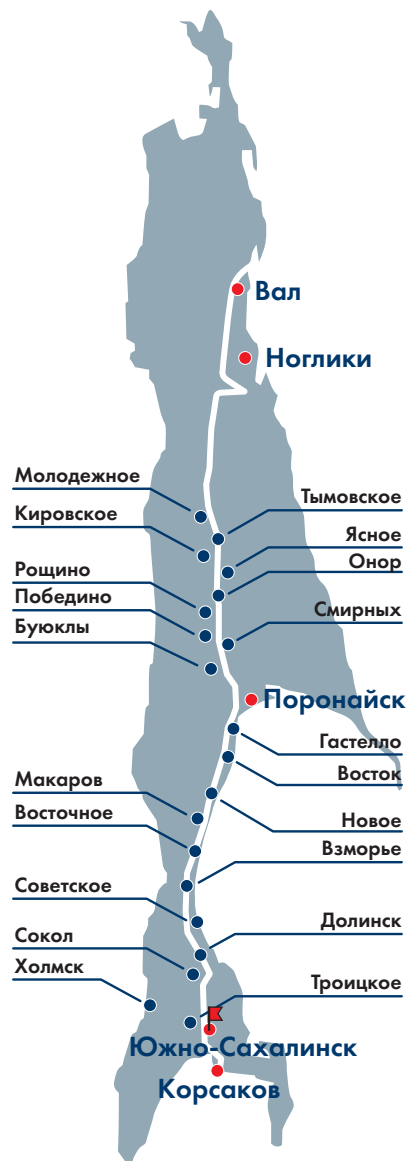 Вал
Ноглики
Молодежное
Тымовское
Кировское
Ясное
Онор
Рощино
Победино
Смирных
Буюклы
Поронайск
Гастелло
Восток
Макаров
Восточное
Новое
Взморье
Советское
Долинск
Сокол
Холмск
Троицкое
Южно-Сахалинск
Корсаков